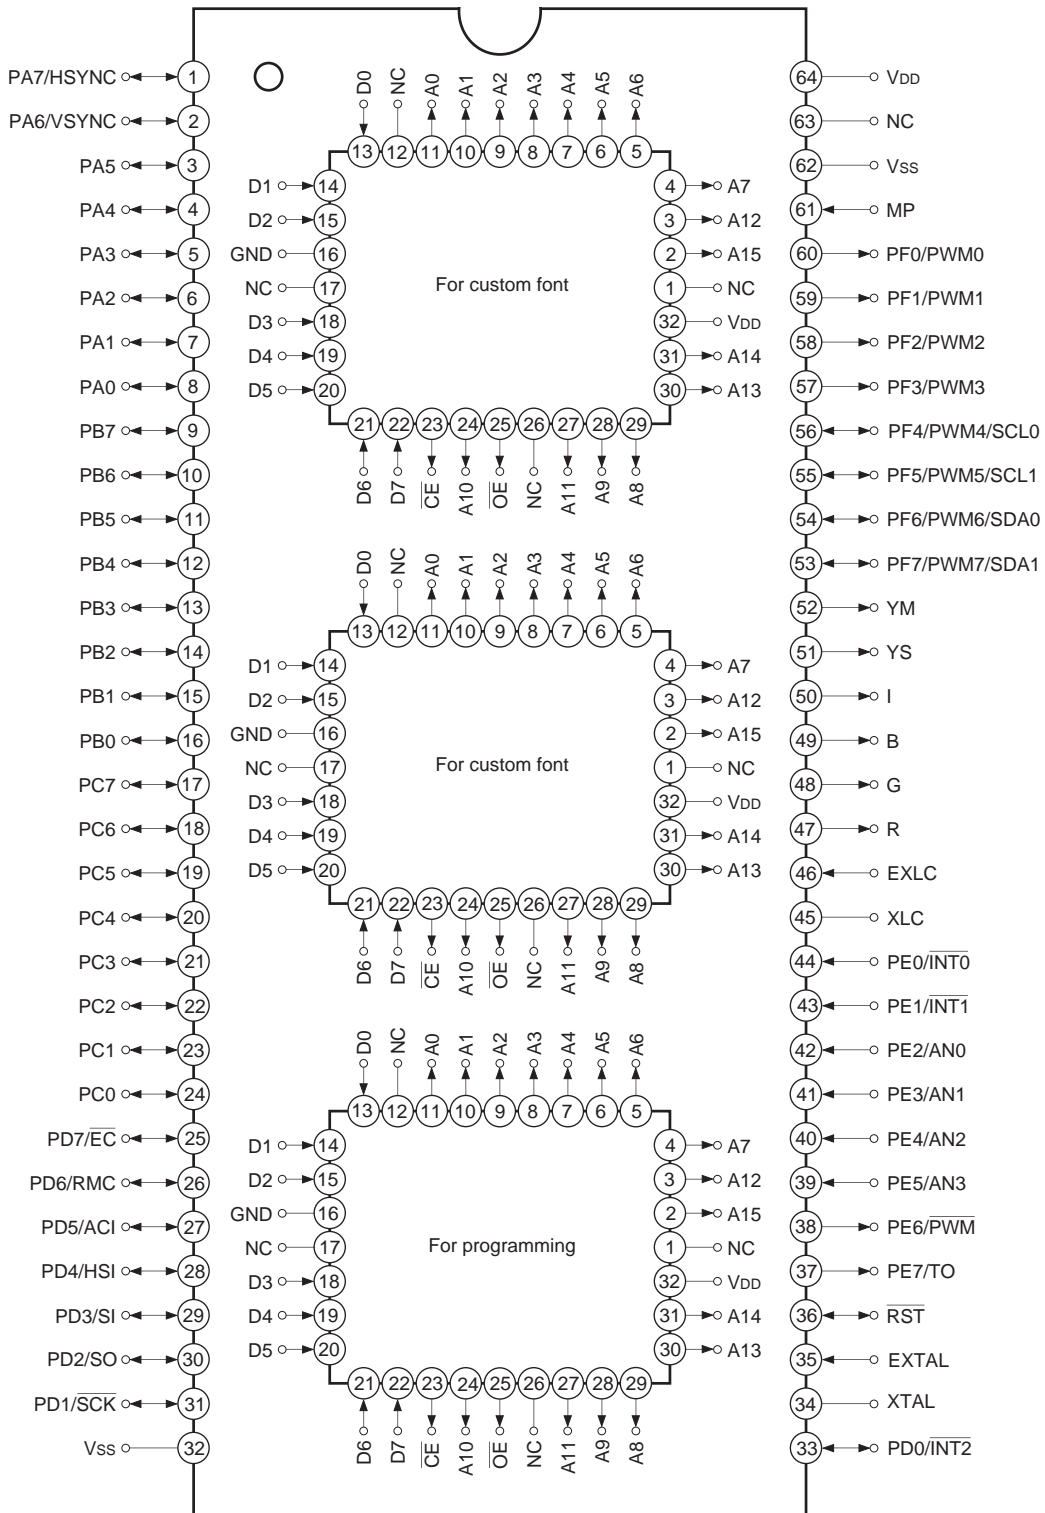 PA7/HSYNC 1
PA6/VSYNC 2
PA5 3
PA4 4
PA3 5
PA2 6
PA1 7
PA0 8
PB7 9
PB6 10
PB5 11
PB4 12
PB3 13
PB2 14
PB1 15
PB0 16
PC7 17
PC6 18
PC5 19
PC4 20
PC3 21
PC2 22
PC1 23
PC0 24
PD7/EC 25
PD6/RMC 26
PD5/ACI 27
PD4/HSI 28
PD3/SI 29
PD2/SO 30
PD1/SCK 31
Vss 32
D0 NC A0 A1 A2 A3 A4 A5 A6
13 12 11 10 9 8 7 6 5
D1 14
D2 15
GND 16
NC 17
D3 18
D4 19
D5 20
For custom font
4 A7
3 A12
2 A15
1 NC
32 VDD
31 A14
30 A13
21 22 23 24 25 26 27 28 29
D6 D7 CE A10 OE NC A11 A9 A8
D0 NC A0 A1 A2 A3 A4 A5 A6
13 12 11 10 9 8 7 6 5
D1 14
D2 15
GND 16
NC 17
D3 18
D4 19
D5 20
For custom font
4 A7
3 A12
2 A15
1 NC
32 VDD
31 A14
30 A13
21 22 23 24 25 26 27 28 29
D6 D7 CE A10 OE NC A11 A9 A8
D0 NC A0 A1 A2 A3 A4 A5 A6
13 12 11 10 9 8 7 6 5
D1 14
D2 15
GND 16
NC 17
D3 18
D4 19
D5 20
For programming
4 A7
3 A12
2 A15
1 NC
32 VDD
31 A14
30 A13
21 22 23 24 25 26 27 28 29
D6 D7 CE A10 OE NC A11 A9 A8
64 VDD
63 NC
62 Vss
61 MP
60 PF0/PWM0
59 PF1/PWM1
58 PF2/PWM2
57 PF3/PWM3
56 PF4/PWM4/SCL0
55 PF5/PWM5/SCL1
54 PF6/PWM6/SDA0
53 PF7/PWM7/SDA1
52 YM
51 YS
50 I
49 B
48 G
47 R
46 EXLC
45 XLC
44 PE0/INT0
43 PE1/INT1
42 PE2/AN0
41 PE3/AN1
40 PE4/AN2
39 PE5/AN3
38 PE6/PWM
37 PE7/TO
36 RST
35 EXTAL
34 XTAL
33 PD0/INT2